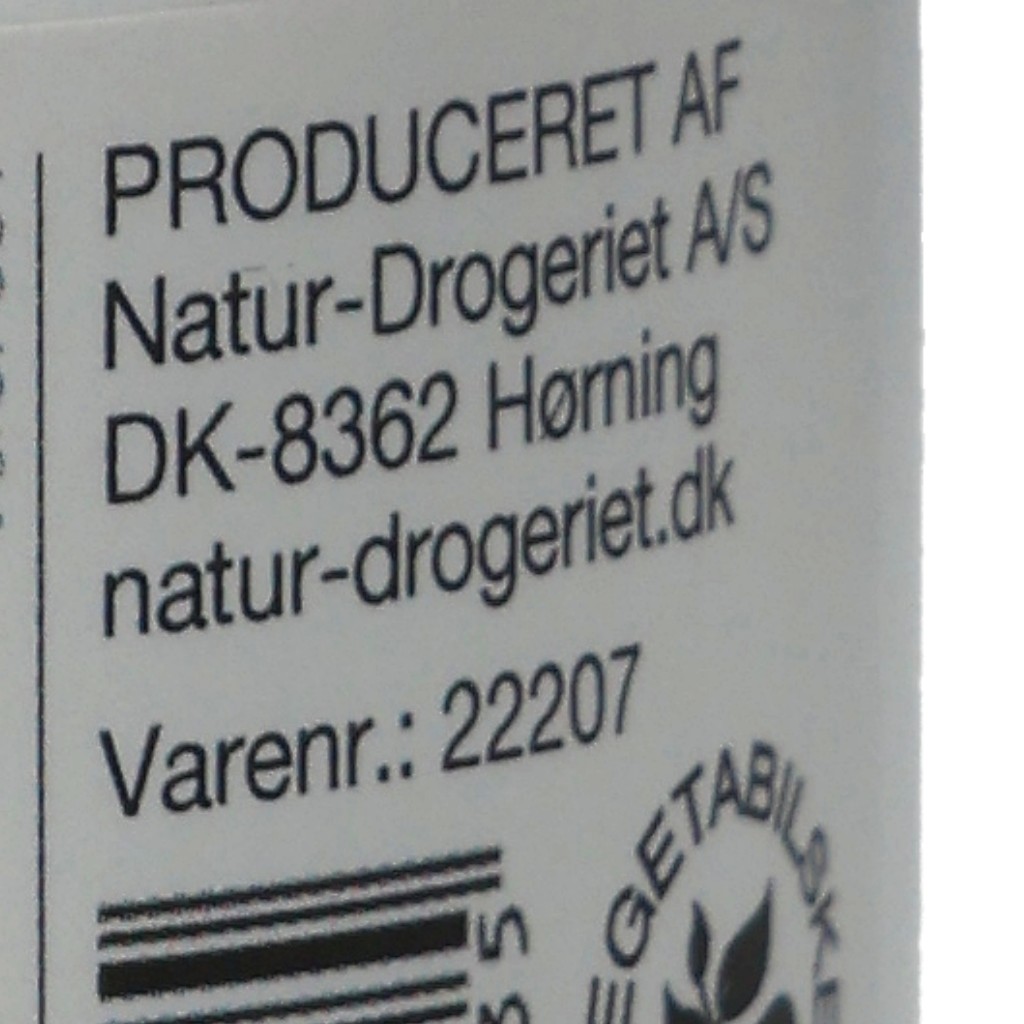 PRODUCERET AF
Natur-Drogeriet A/S
DK-8362 Hørning
natur-drogeriet.dk
Varenr.: 22207